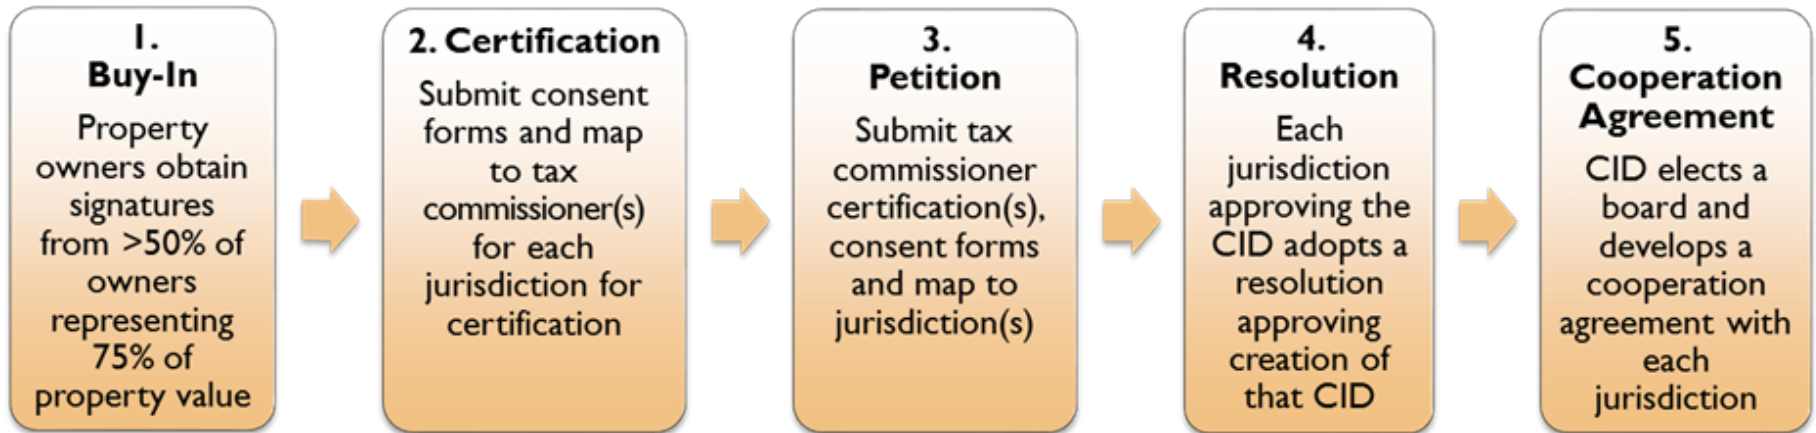 1.
Buy-In
Property
owners obtain
signatures
from >50% of
owners
representing
75% of
property value
2. Certification
Submit consent
forms and map
to tax
commissioner(s)
for each
jurisdiction for
certification
3.
Petition
Submit tax
commissioner
certification(s),
consent forms
and map to
jurisdiction(s)
4.
Resolution
Each
jurisdiction
approving the
CID adopts a
resolution
approving
creation of
that CID
5.
Cooperation
Agreement
CID elects a
board and
develops a
cooperation
agreement with
each
jurisdiction